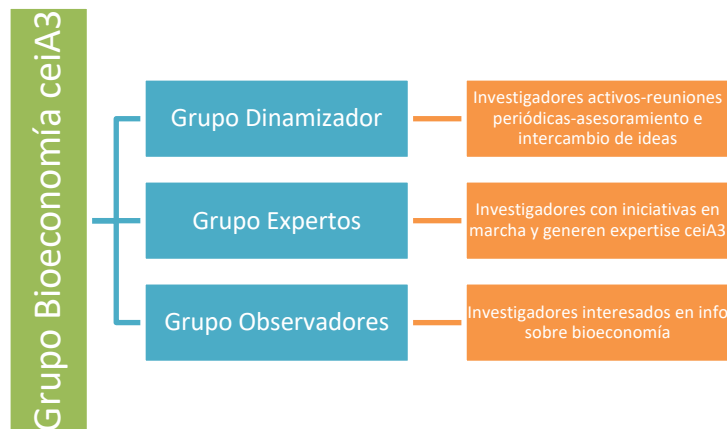 Grupo Bioeconomía ceiA3
Grupo Dinamizador
Investigadores activos-reuniones
periódicas-asesoramiento e
intercambio de ideas
Grupo Expertos
Investigadores con iniciativas en
marcha y generen expertise ceiA3
Grupo Observadores
Investigadores interesados en info
sobre bioeconomía